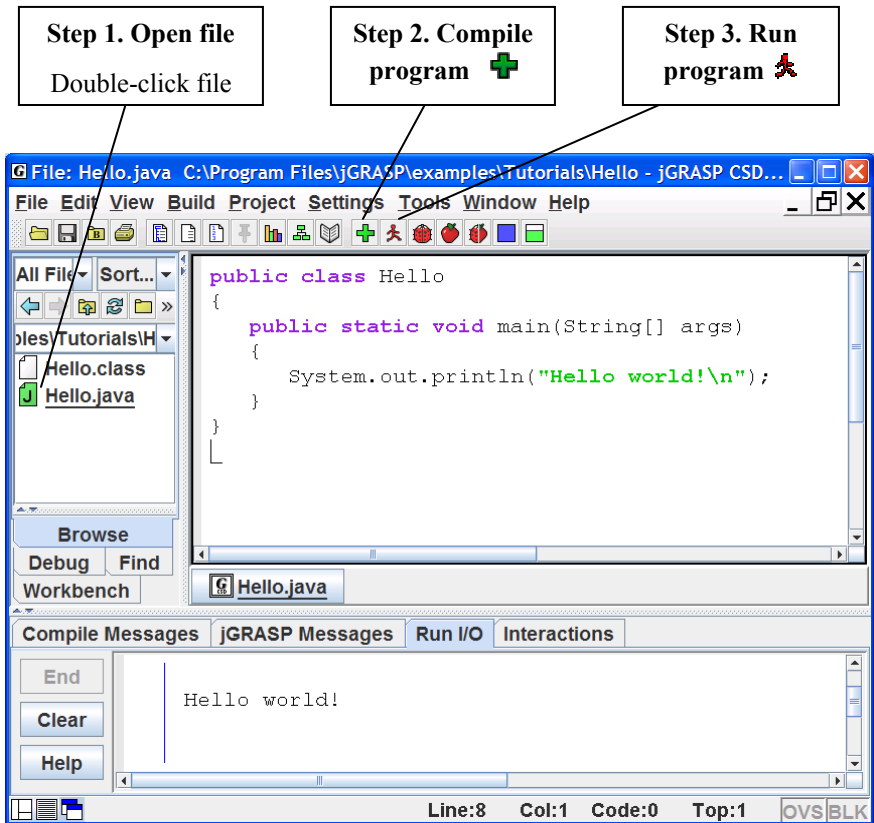 Step 1. Open file
Double-click file
Step 2. Compile
program
Step 3. Run
program
File: Hello.java C:\Program Files\jGRASP\examples\Tutorials\Hello - jGRASP CSD...
File Edit View Build Project Settings Tools Window Help
All File Sort...
ples\Tutorials\H
Hello.class
Hello.java
Browse
Debug Find
Workbench
public class Hello
{
public static void main(String[] args)
{
System.out.println("Hello world!\n");
}
}
Hello.java
Compile Messages jGRASP Messages Run I/O Interactions
End
Clear
Help
Hello world!
Line:8 Col:1 Code:0 Top:1 OVS BLK